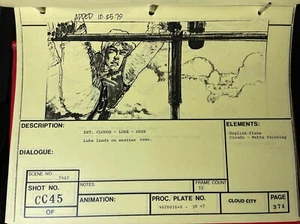 ADDED 10.25.79
DESCRIPTION:
ELEMENTS:
EXT. CLOUDS - LUKE - DUSK
Luke lands on weather vane.
English Plate
Clouds - Matte Painting
DIALOGUE:
SCENE NO.
FRAME COUNT
SHOT NO.
CC45
NOTES:
ANIMATION:
PROC. PLATE NO.
CLOUD CITY
PAGE
374
OF